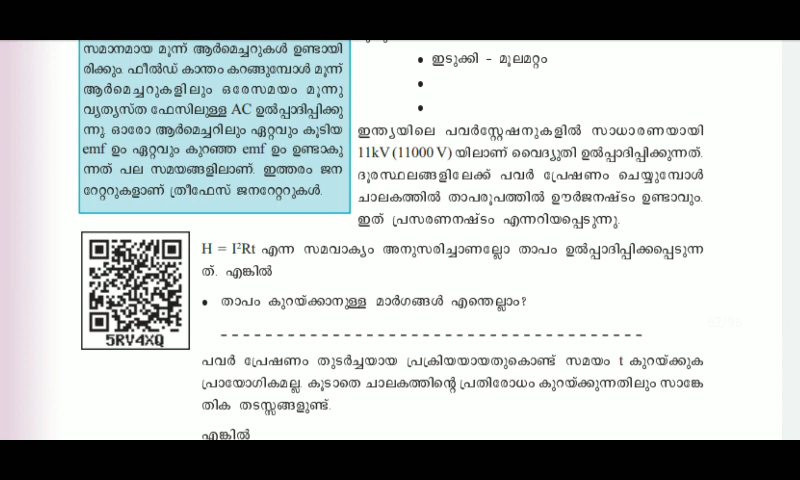 സമാനമായ മൂന്ന് ആർമെച്ചറുകൾ ഉണ്ടായി
രിക്കും. ഫീൽഡ് കാന്തം കറങ്ങുമ്പോൾ മൂന്ന്
ആർമെച്ചറുകളിലും ഒരേസമയം മൂന്നു
വ്യത്യസ്ത ഫേസിലുള്ള AC ഉൽപ്പാദിപ്പിക്കു
ന്നു. ഓരോ ആർമെച്ചറിലും ഏറ്റവും കൂടിയ
emf ഉം ഏറ്റവും കുറഞ്ഞ emf ഉം ഉണ്ടാകു
ന്നത് പല സമയങ്ങളിലാണ്. ഇത്തരം ജന
റേറ്ററുകളാണ് ത്രീഫേസ് ജനറേറ്ററുകൾ.
• ഇടുക്കി – മൂലമറ്റം
•
•
ഇന്ത്യയിലെ പവർസ്റ്റേഷനുകളിൽ സാധാരണയായി
11kV (11000 V) യിലാണ് വൈദ്യുതി ഉൽപ്പാദിപ്പിക്കുന്നത്.
ദൂരസ്ഥലങ്ങളിലേക്ക് പവർ പ്രേഷണം ചെയ്യുമ്പോൾ
ചാലകത്തിൽ താപരൂപത്തിൽ ഊർജനഷ്ടം ഉണ്ടാവും.
ഇത് പ്രസരണനഷ്ടം എന്നറിയപ്പെടുന്നു.
5RV4XQ
H = I²Rt എന്ന സമവാക്യം അനുസരിച്ചാണല്ലോ താപം ഉൽപ്പാദിപ്പിക്കപ്പെടുന്ന
ത്. എങ്കിൽ
• താപം കുറയ്ക്കാനുള്ള മാർഗങ്ങൾ എന്തെല്ലാം?
പവർ പ്രേഷണം തുടർച്ചയായ പ്രക്രിയയായതുകൊണ്ട് സമയം t കുറയ്ക്കുക
പ്രായോഗികമല്ല. കൂടാതെ ചാലകത്തിന്റെ പ്രതിരോധം കുറയ്ക്കുന്നതിലും സാങ്കേ
തിക തടസ്സങ്ങളുണ്ട്.
എങ്കിൽ